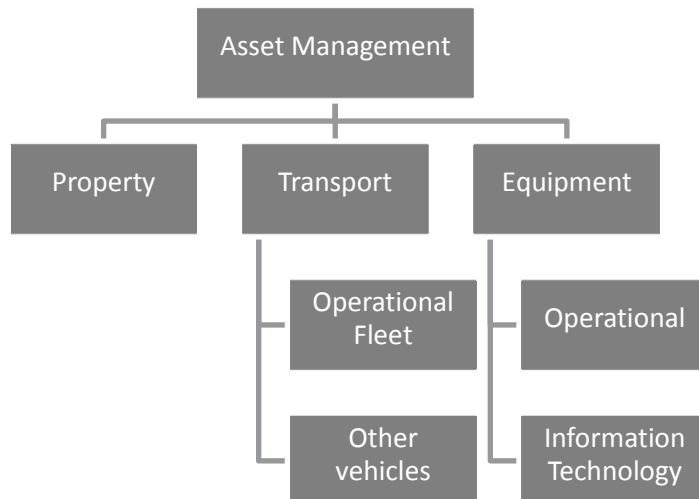 Asset Management
Property
Transport
Equipment
Operational
Fleet
Operational
Other
vehicles
Information
Technology